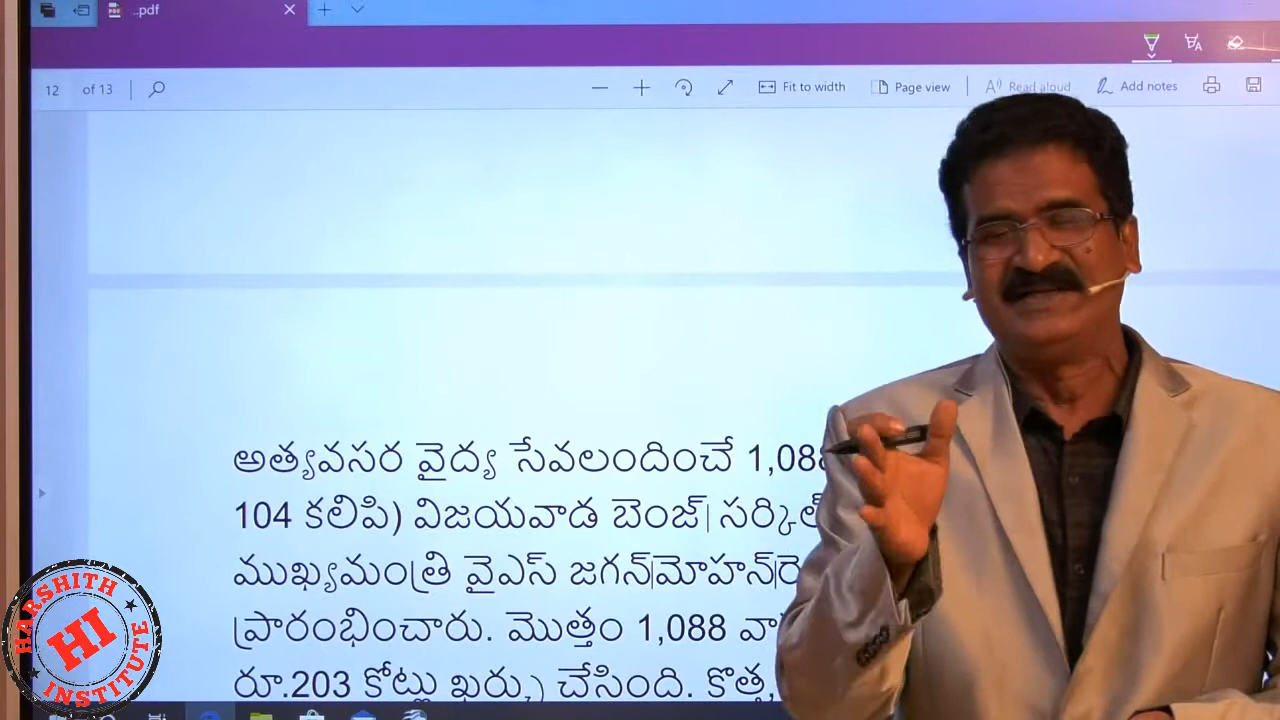 ..pdf
12 of 13
Fit to width
Page view
Read aloud
Add notes
అత్యవసర వైద్య సేవలందించే 1,088
104 కలిపి) విజయవాడ బెంజ్ సర్కిల్
ముఖ్యమంత్రి వైఎస్ జగన్‌మోహన్‌రె
ప్రారంభించారు. మొత్తం 1,088
రూ.203 కోట్లు ఖర్చు చేసింది. కొత్త,
HARSHITH
HI
INSTITUTE